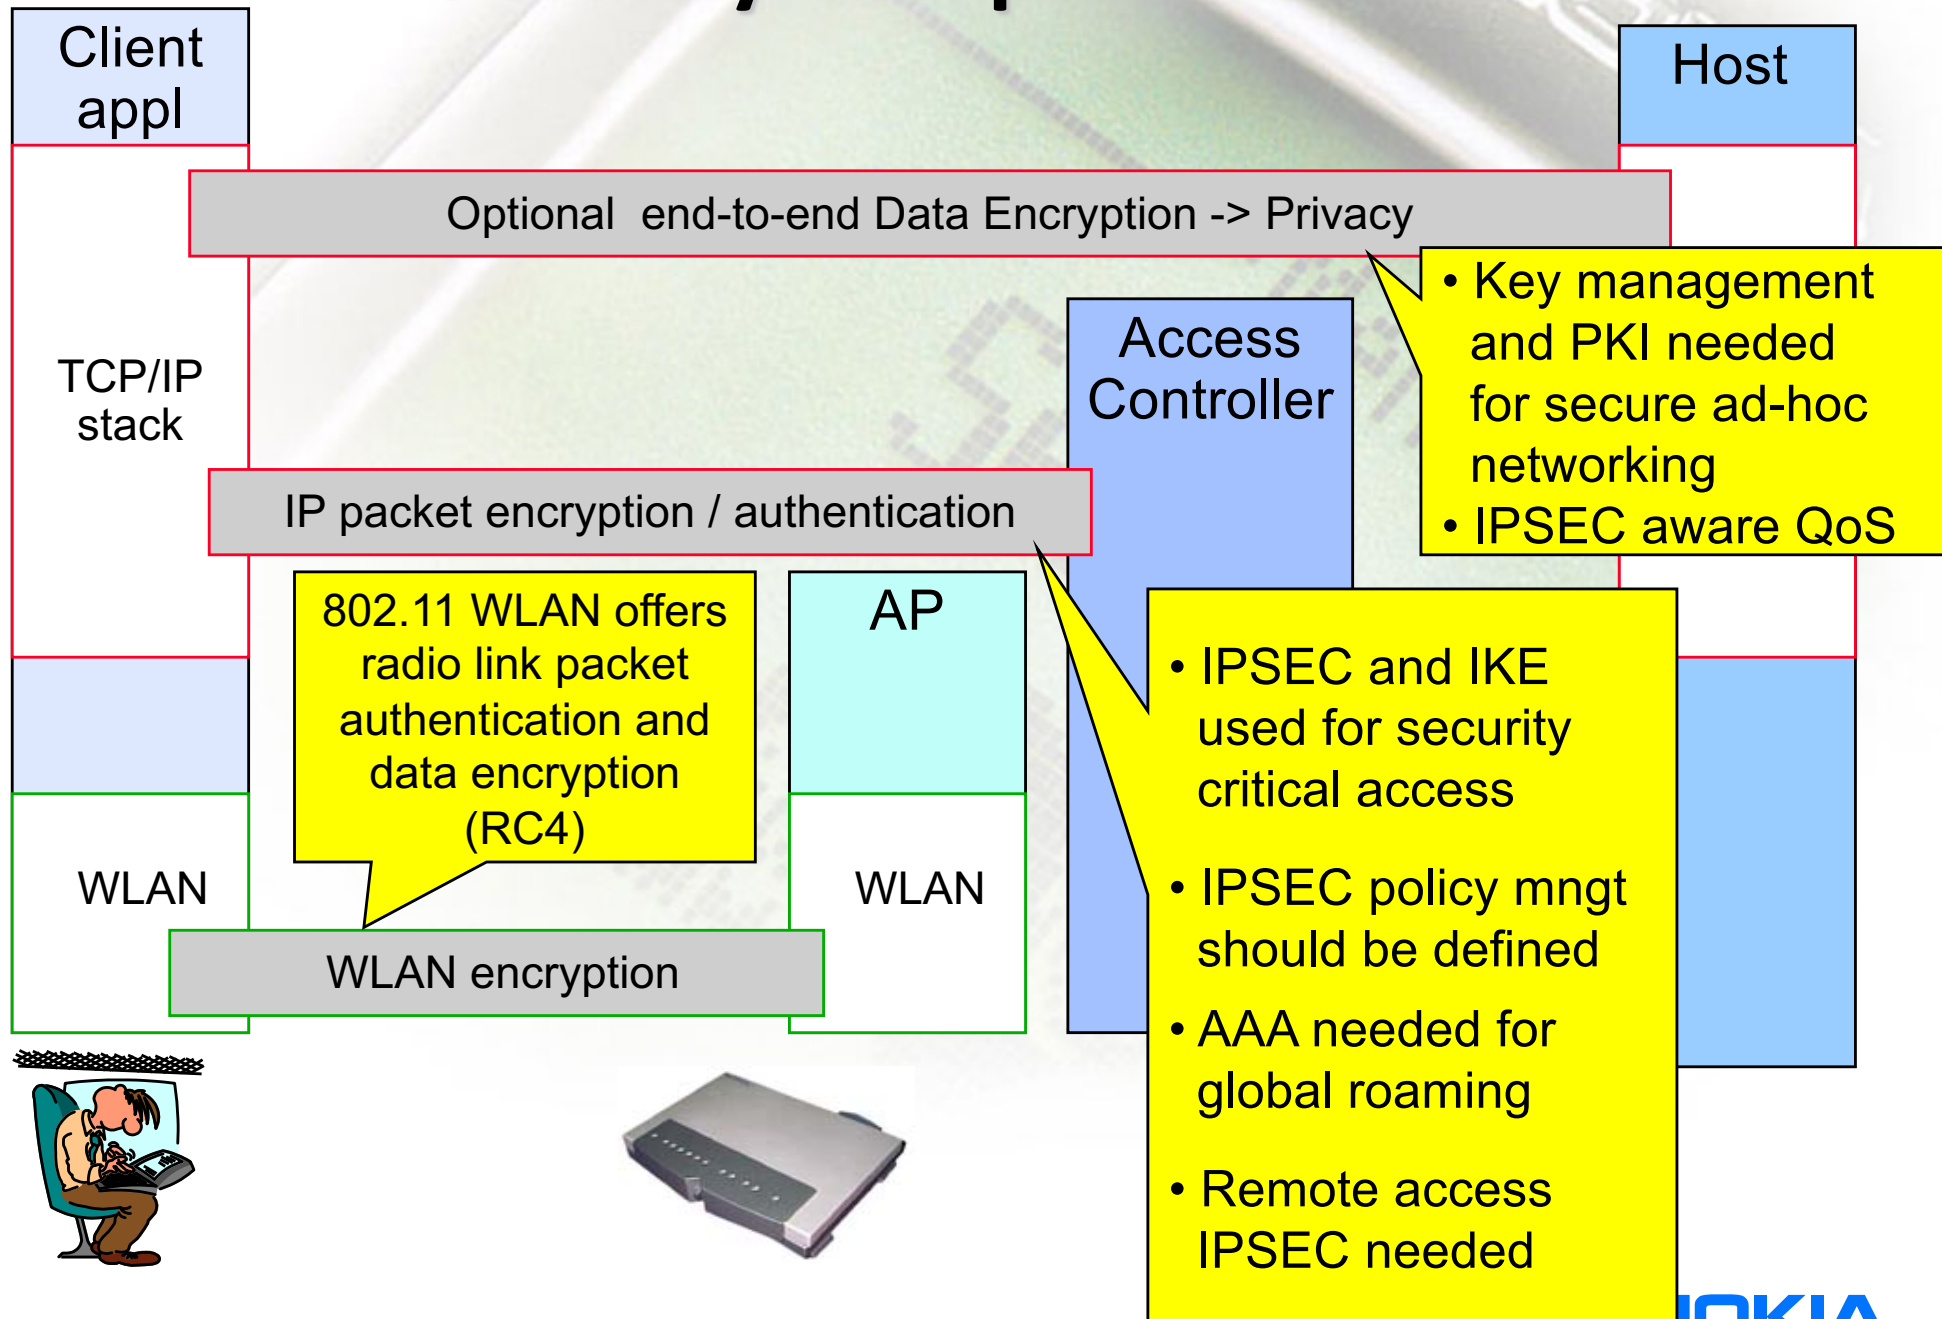 Client
appl
Host
Optional end-to-end Data Encryption -> Privacy
• Key management
and PKI needed
for secure ad-hoc
networking
• IPSEC aware QoS
Access
Controller
TCP/IP
stack
IP packet encryption / authentication
802.11 WLAN offers
radio link packet
authentication and
data encryption
(RC4)
AP
• IPSEC and IKE
used for security
critical access
• IPSEC policy mngt
should be defined
• AAA needed for
global roaming
• Remote access
IPSEC needed
WLAN
WLAN
WLAN encryption
NOKIA